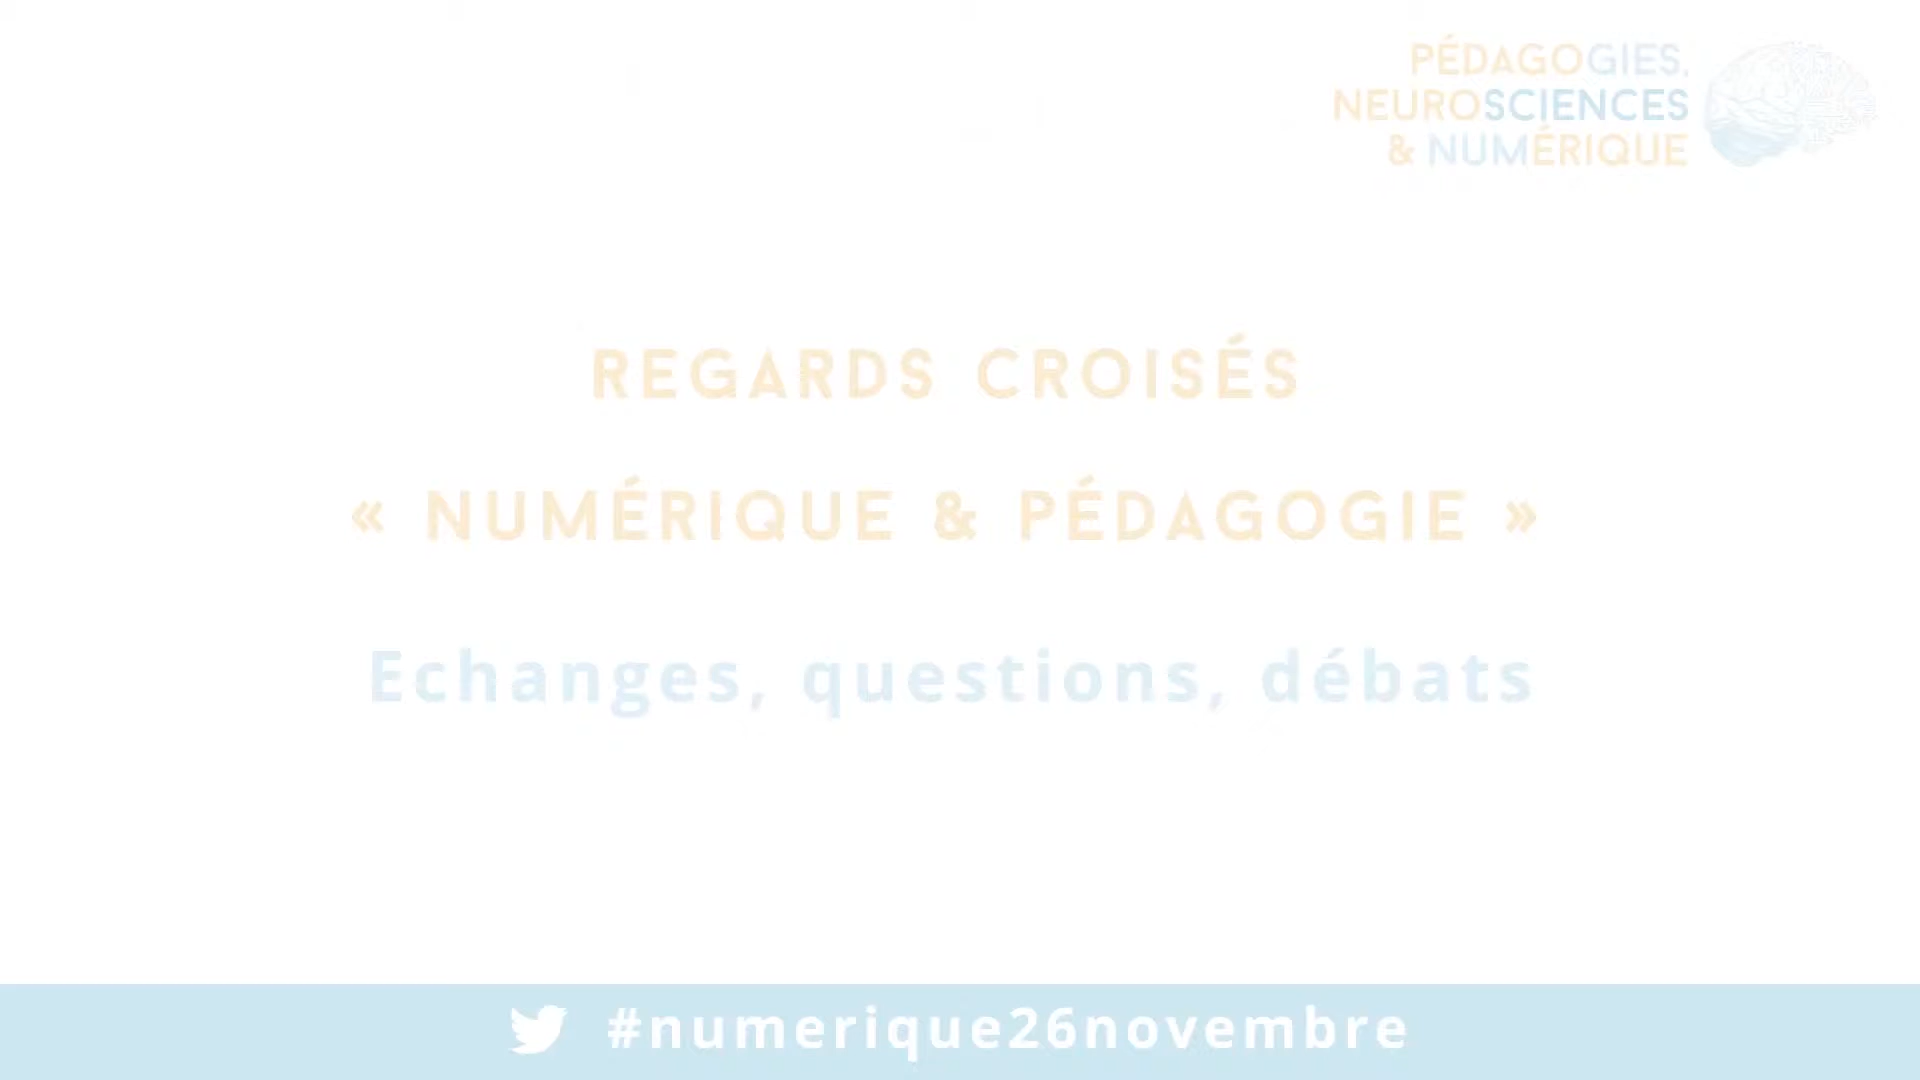 PÉDAGOGIES,
NEUROSCIENCES
& NUMÉRIQUE
REGARDS CROISÉS
« NUMÉRIQUE & PÉDAGOGIE »
Echanges, questions, débats
#numerique26novembre